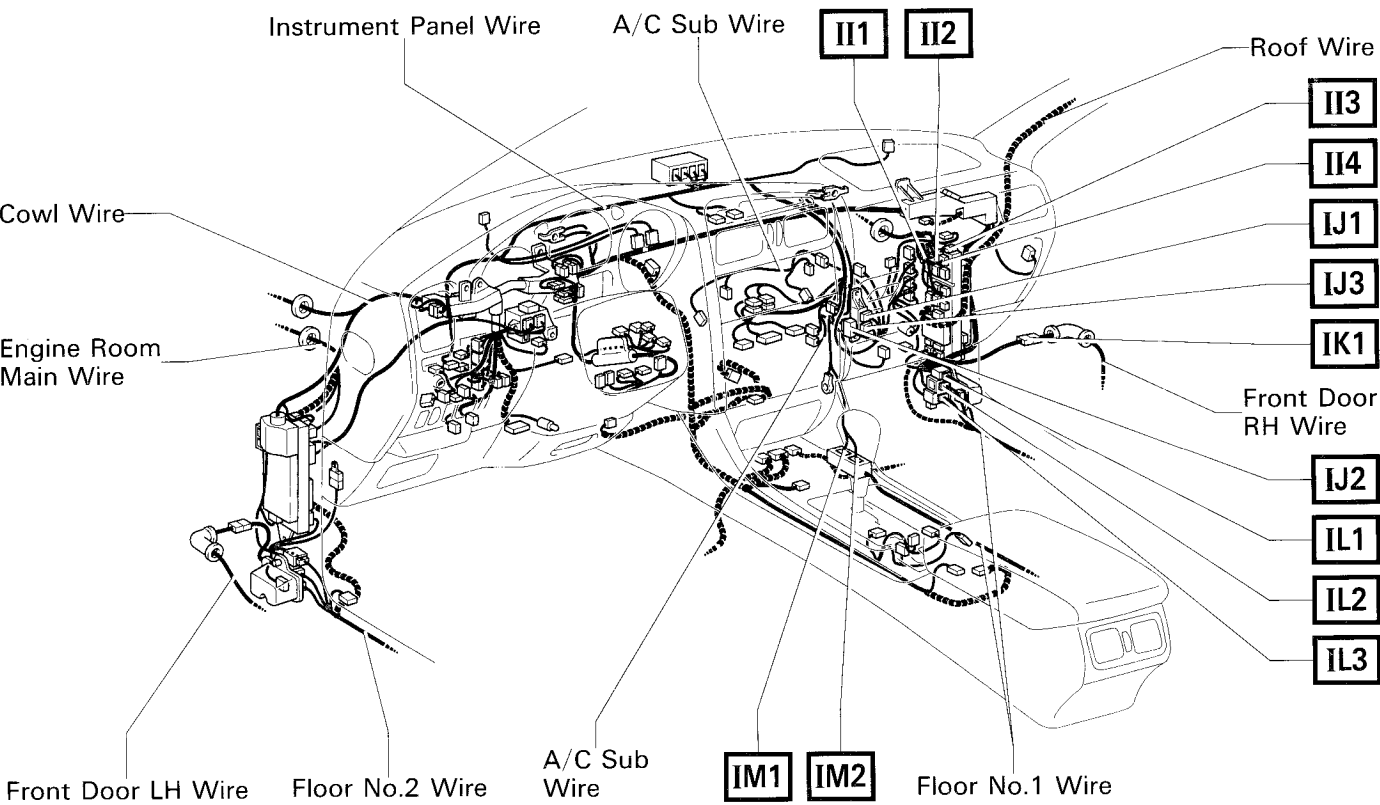 Instrument Panel Wire
A/C Sub Wire
II1
II2
Roof Wire
II3
II4
Cowl Wire
IJ1
IJ3
Engine Room
Main Wire
IK1
Front Door
RH Wire
IJ2
IL1
IL2
IL3
Front Door LH Wire
Floor No.2 Wire
A/C Sub
Wire
IM1
IM2
Floor No.1 Wire